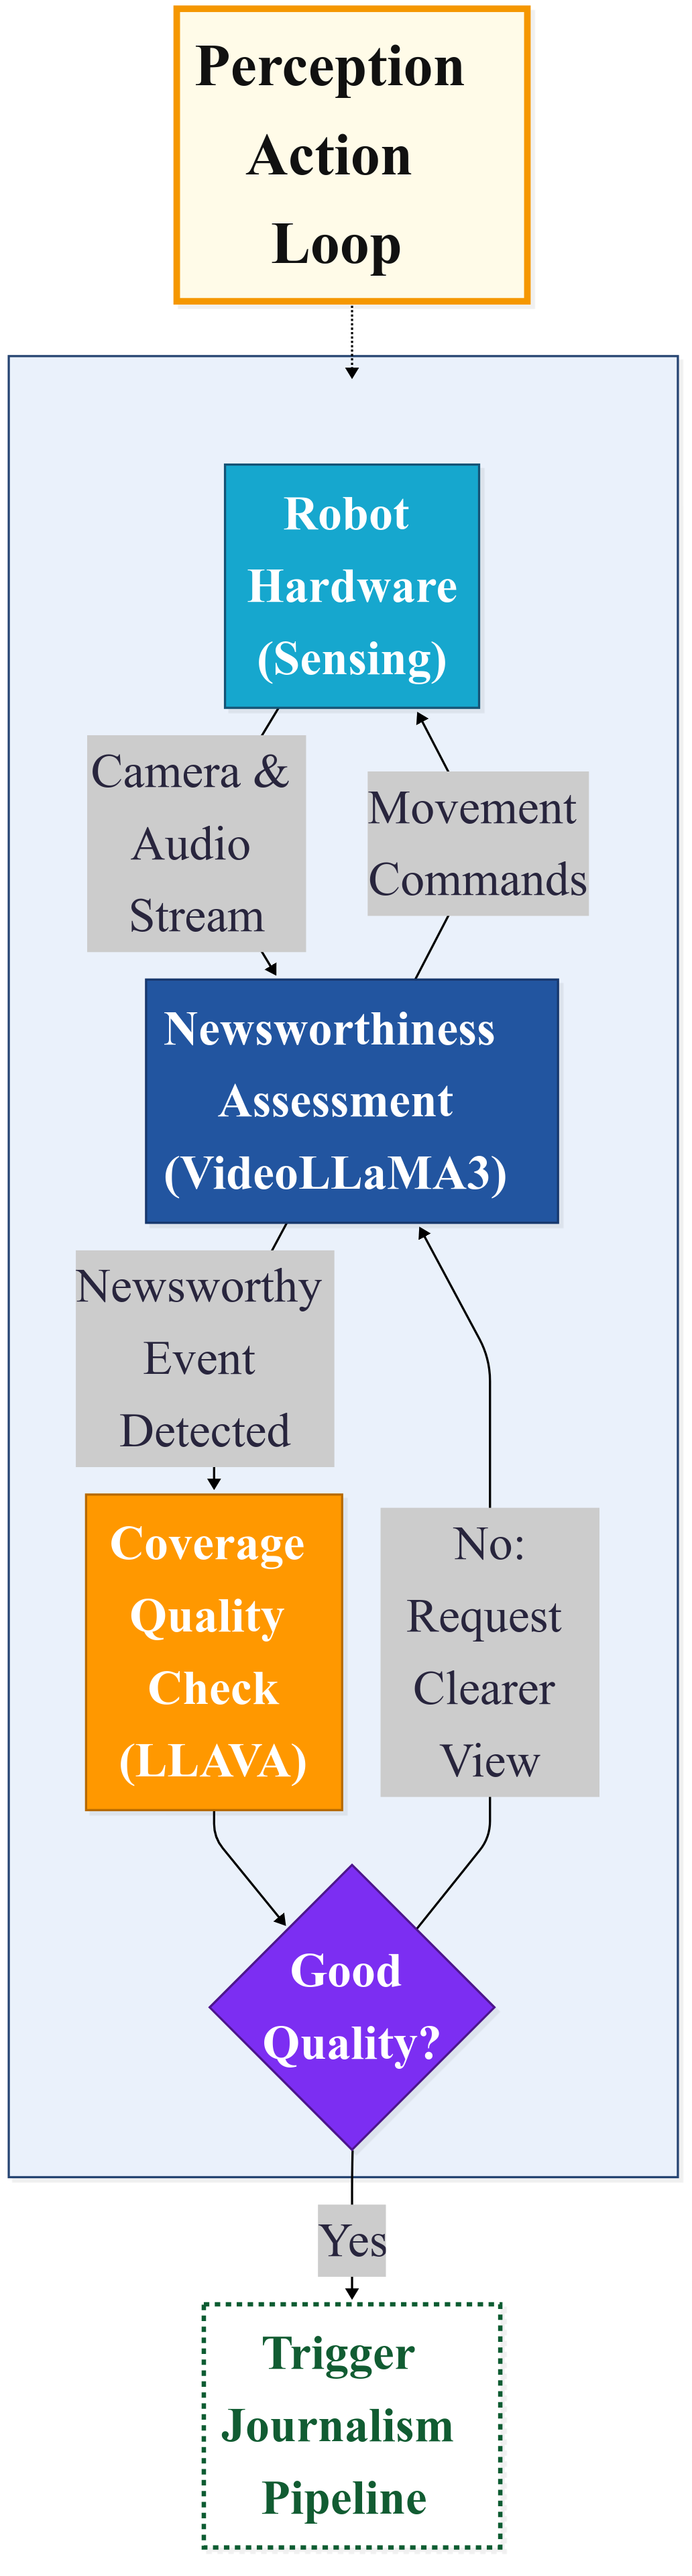 Perception
Action
Loop
Robot
Hardware
(Sensing)
Camera &
Audio
Stream
Movement
Commands
Newsworthiness
Assessment
(VideoLLaMA3)
Newsworthy
Event
Detected
Coverage
Quality
Check
(LLAVA)
No:
Request
Clearer
View
Good
Quality?
Yes
Trigger
Journalism
Pipeline